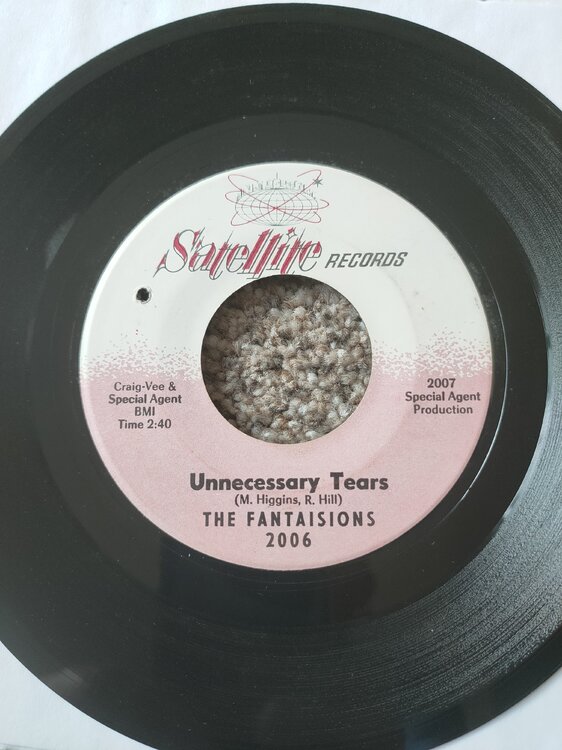 Satellite RECORDS
Craig-Vee &
Special Agent
BMI
Time 2:40
2007
Special Agent
Production
Unnecessary Tears
(M. Higgins, R. Hill)
THE FANTAISIONS
2006